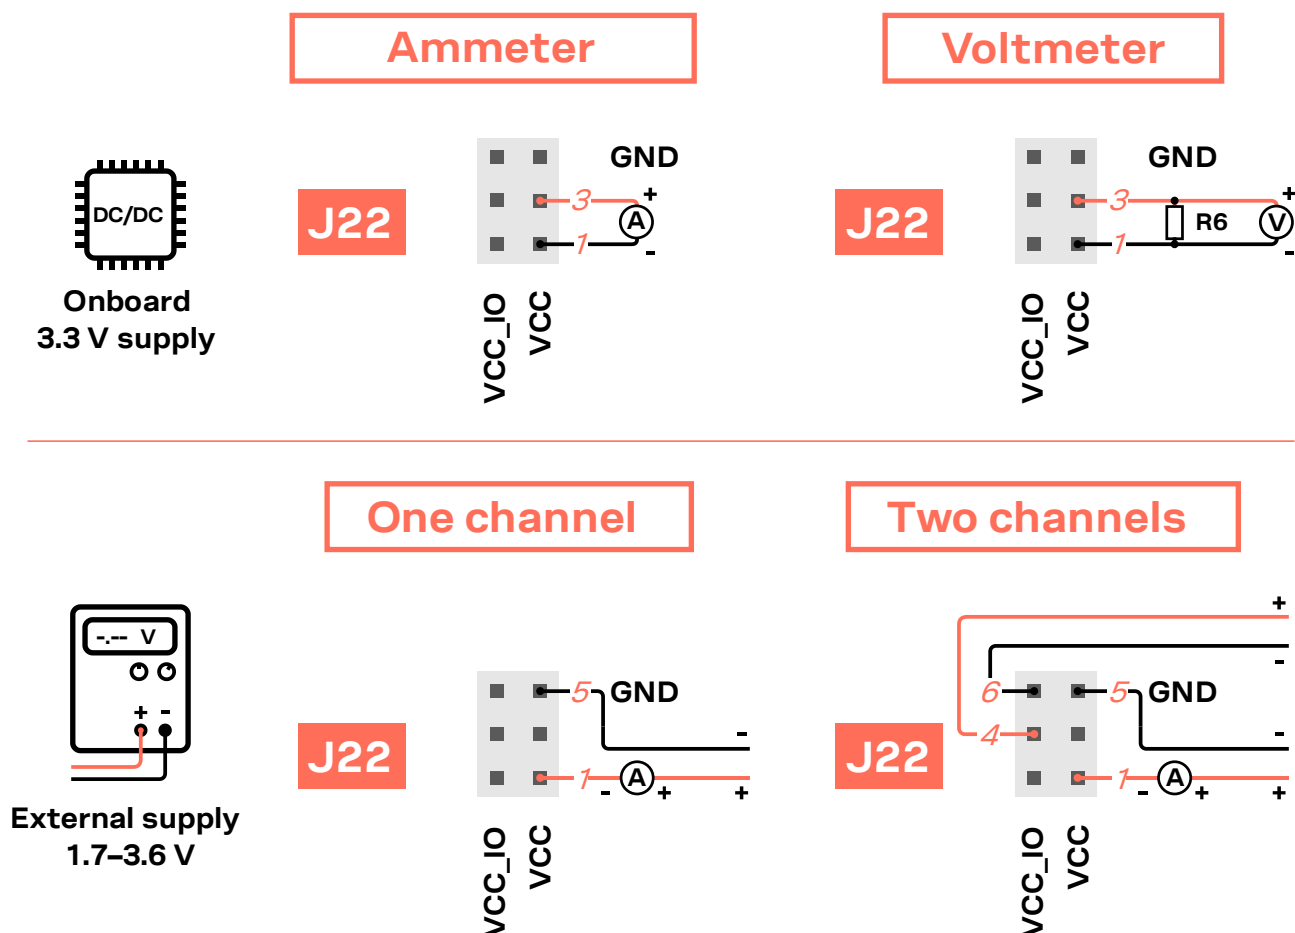 Ammeter
Voltmeter
DC/DC
Onboard
3.3 V supply
J22
GND
3
+
A
1
-
VCC_IO
VCC
J22
GND
3
+
R6
V
1
-
VCC_IO
VCC
One channel
Two channels
-.-- V
+ -
External supply
1.7–3.6 V
J22
5 GND
-
1 A
- + +
VCC_IO
VCC
J22
+
-
6
5 GND
4
-
1 A
- + +
VCC_IO
VCC